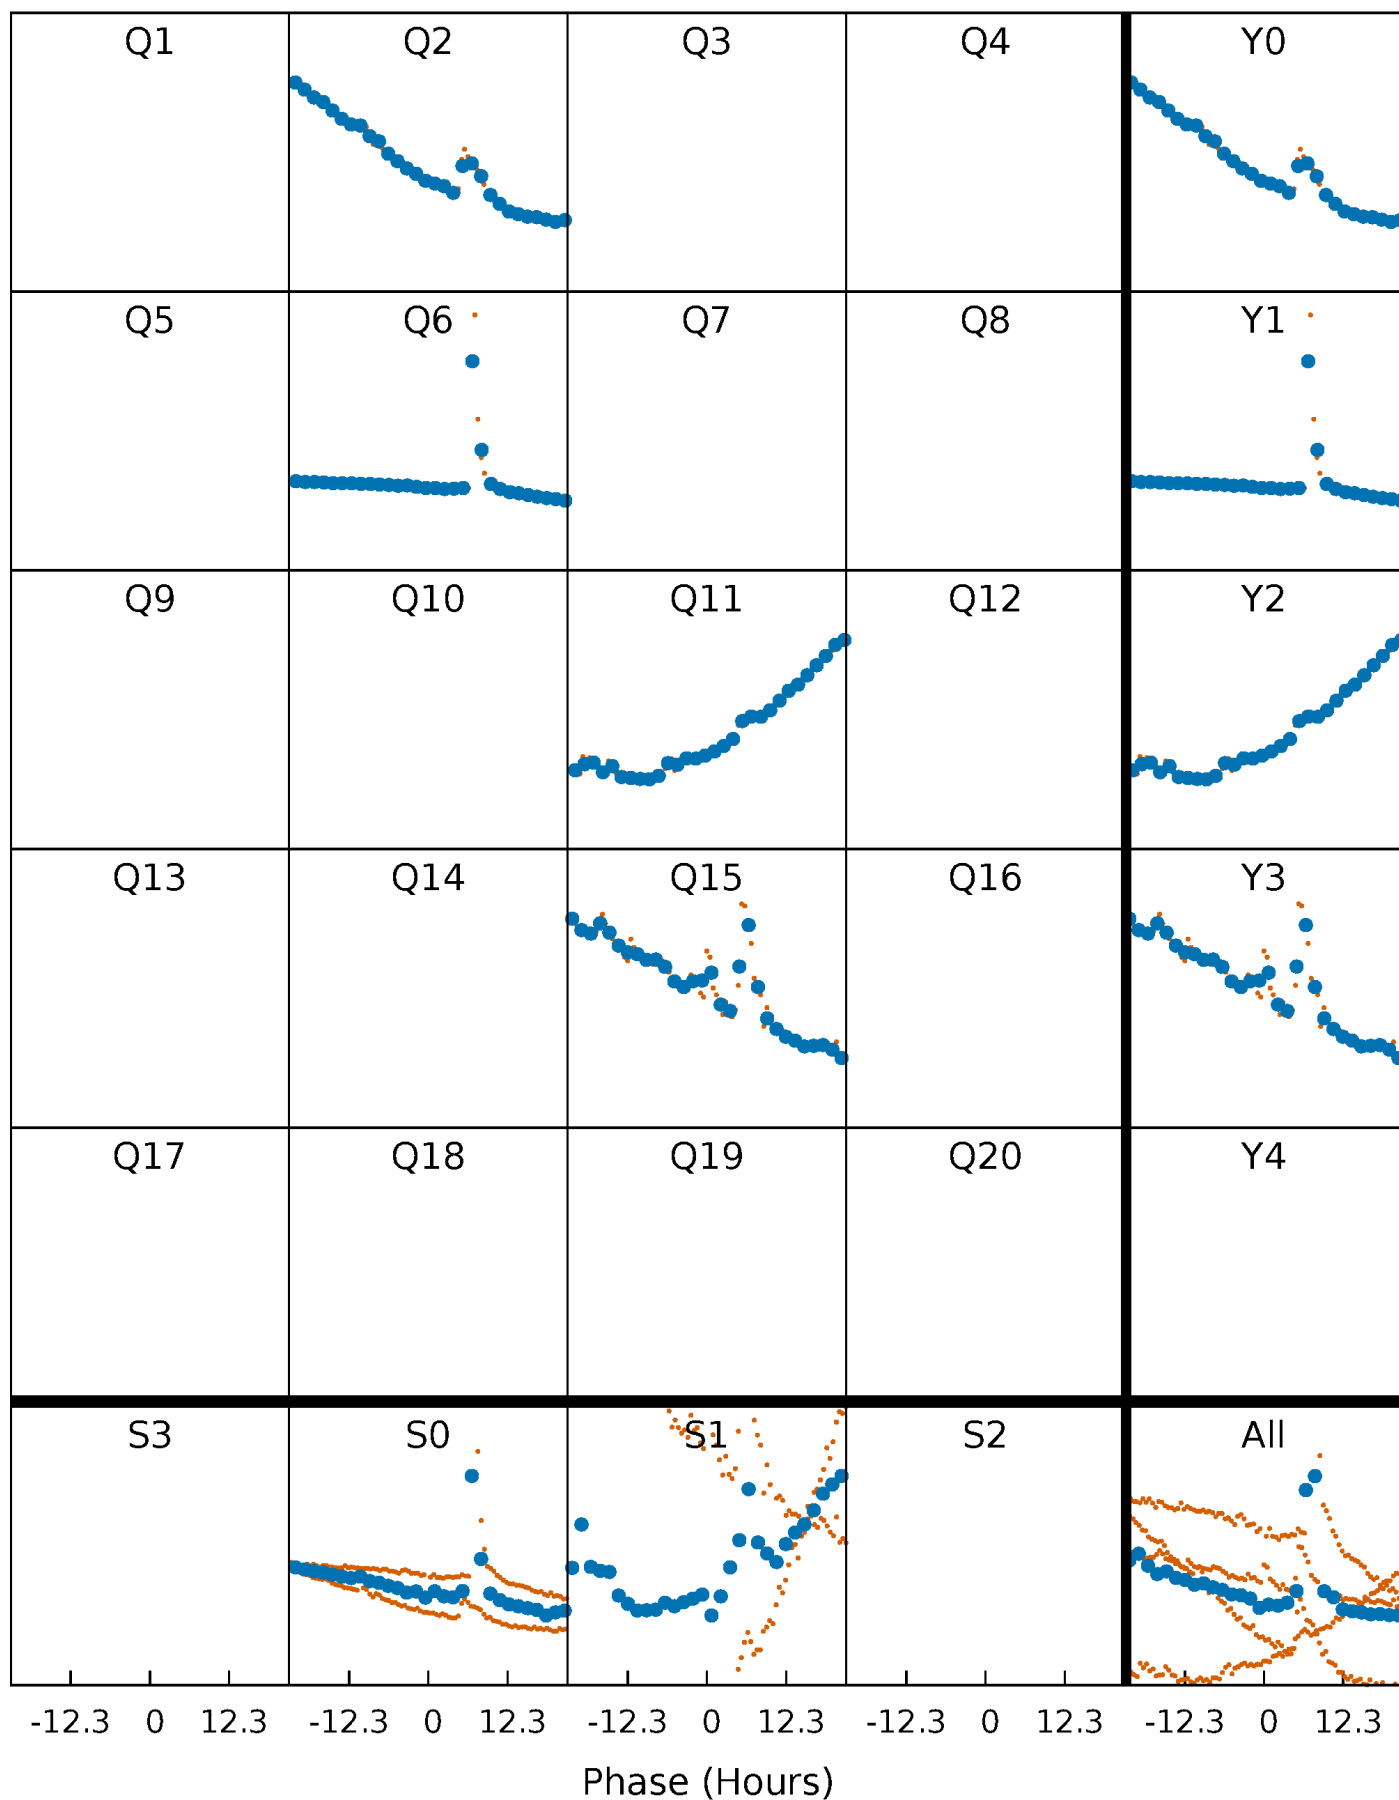 Q1 Q2 Q3 Q4 Y0
Q5 Q6 Q7 Q8 Y1
Q9 Q10 Q11 Q12 Y2
Q13 Q14 Q15 Q16 Y3
Q17 Q18 Q19 Q20 Y4
S3 S0 S1 S2 All
-12.3 0 12.3 -12.3 0 12.3 -12.3 0 12.3 -12.3 0 12.3 -12.3 0 12.3
Phase (Hours)